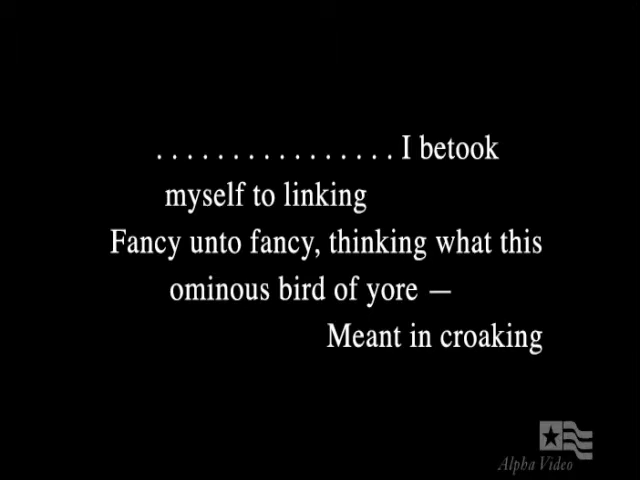 . . . . . . . . . . . . . . . . I betook
myself to linking
Fancy unto fancy, thinking what this
ominous bird of yore —
Meant in croaking
Alpha Video